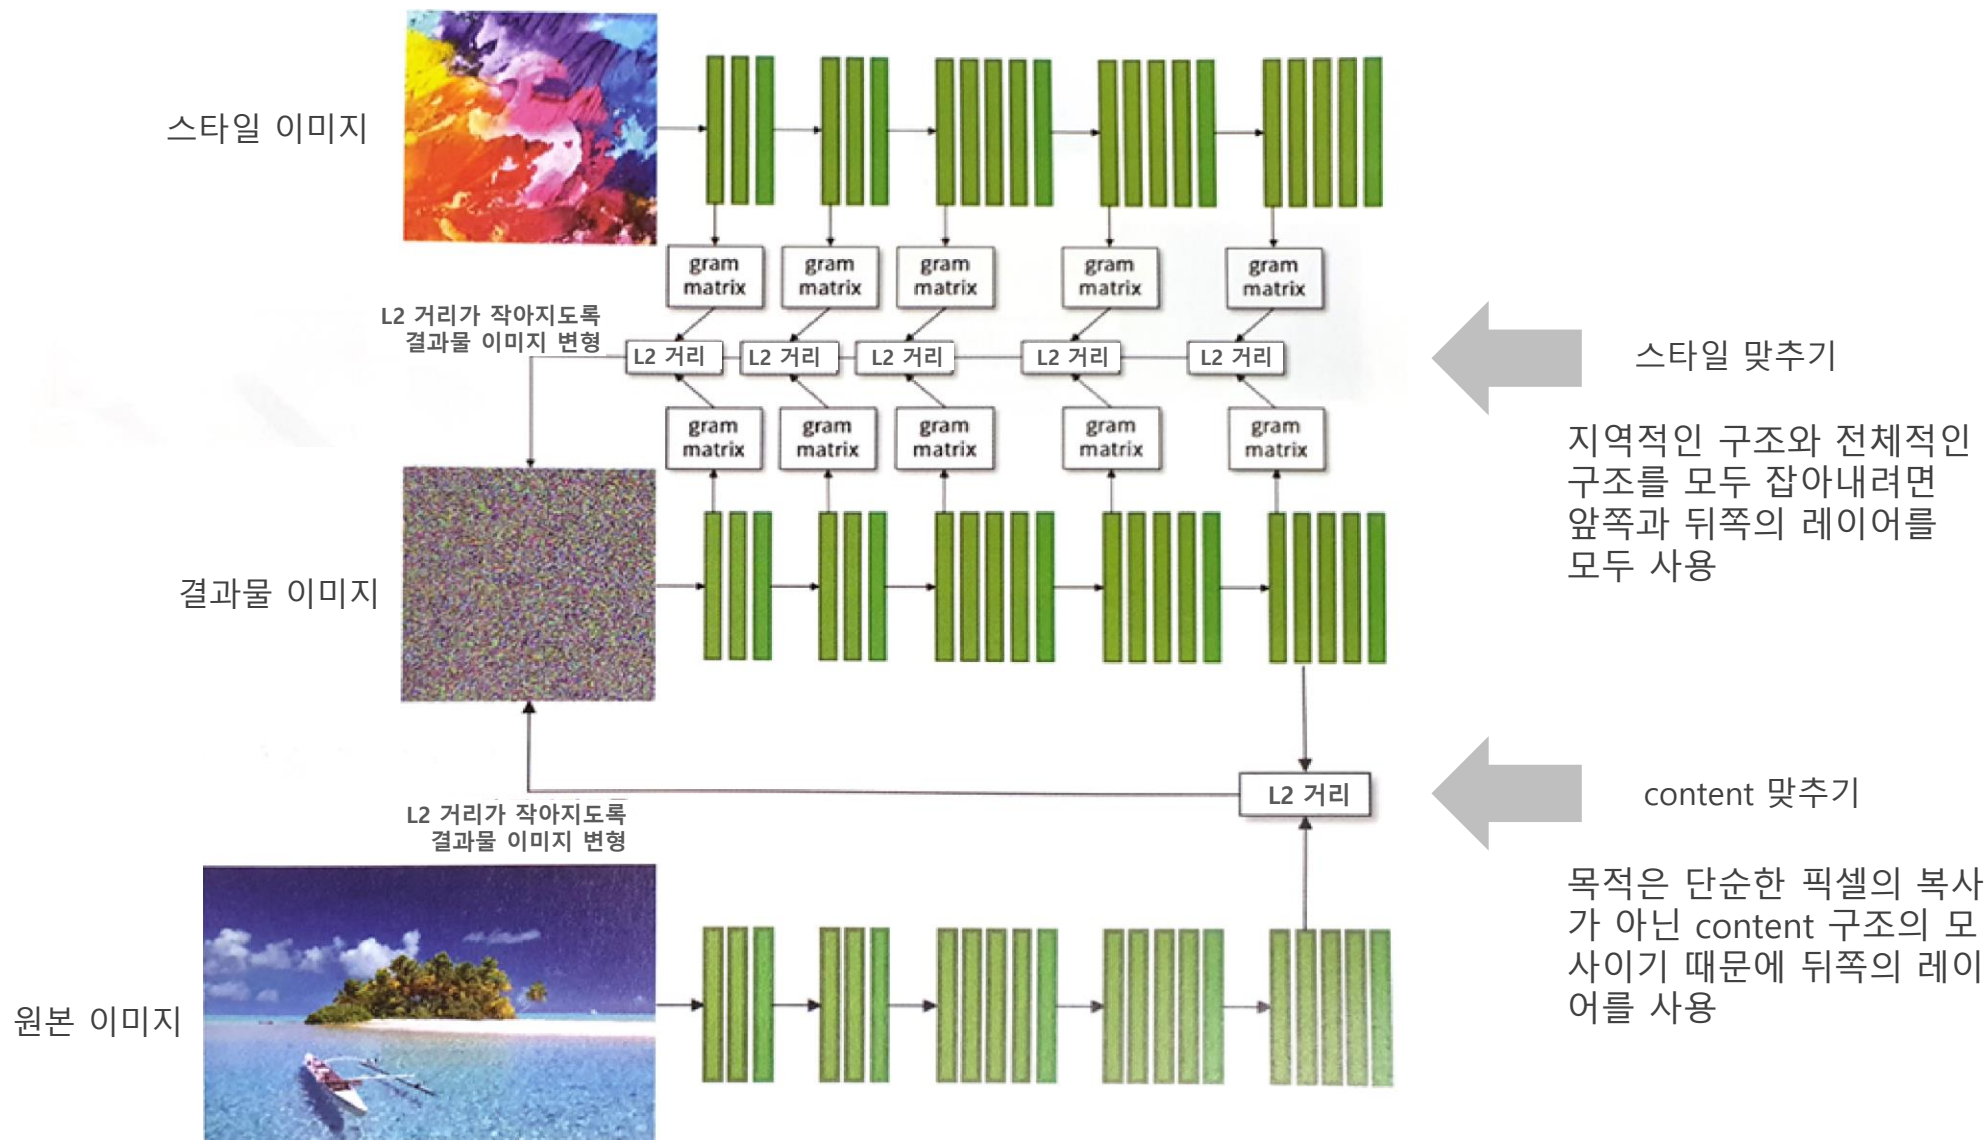 스타일 이미지
gram
matrix
gram
matrix
gram
matrix
gram
matrix
gram
matrix
L2 거리가 작아지도록
결과물 이미지 변형
L2 거리
L2 거리
L2 거리
L2 거리
L2 거리
스타일 맞추기
gram
matrix
gram
matrix
gram
matrix
gram
matrix
gram
matrix
지역적인 구조와 전체적인
구조를 모두 잡아내려면
앞쪽과 뒤쪽의 레이어를
모두 사용
결과물 이미지
L2 거리
content 맞추기
L2 거리가 작아지도록
결과물 이미지 변형
목적은 단순한 픽셀의 복사
가 아닌 content 구조의 모
사이기 때문에 뒤쪽의 레이
어를 사용
원본 이미지